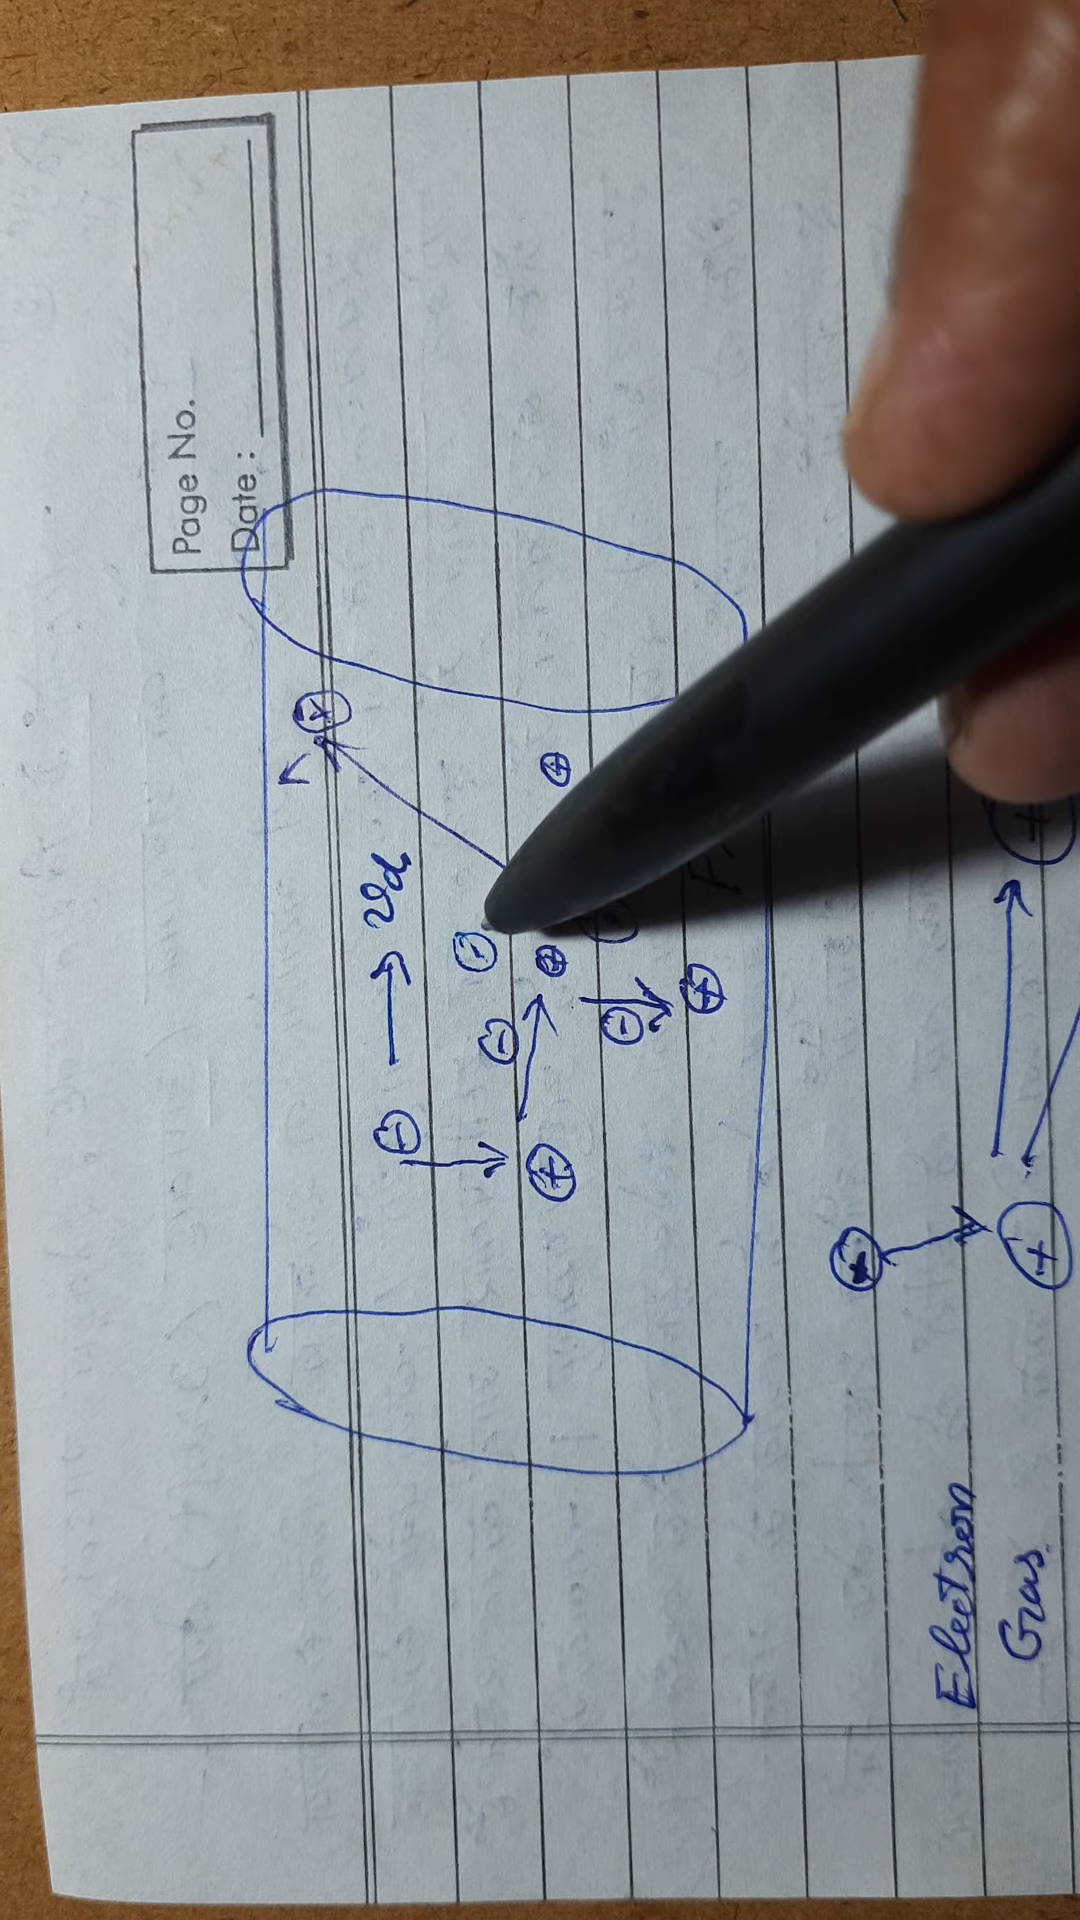 Page No.
Date :
⊖ → vd
⊖
⊖ ⊕ ⊕
⊕ ⊖ ⊕
⊕
Electron
Gas
+
+